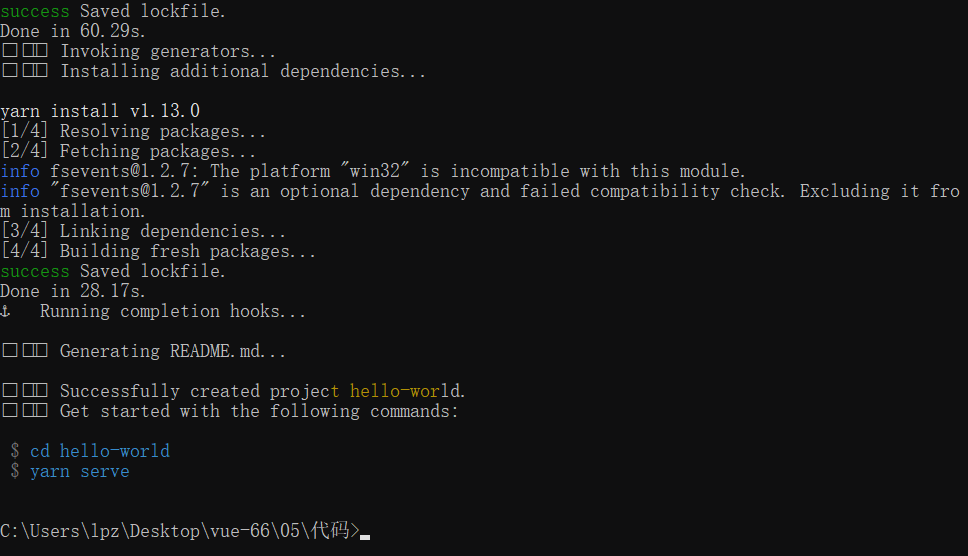 success Saved lockfile.
Done in 60.29s.
□□□ Invoking generators...
□□□ Installing additional dependencies...
yarn install v1.13.0
[1/4] Resolving packages...
[2/4] Fetching packages...
info fsevents@1.2.7: The platform "win32" is incompatible with this module.
info "fsevents@1.2.7" is an optional dependency and failed compatibility check. Excluding it fro
m installation.
[3/4] Linking dependencies...
[4/4] Building fresh packages...
success Saved lockfile.
Done in 28.17s.
⚓ Running completion hooks...
□□□ Generating README.md...
□□□ Successfully created project hello-world.
□□□ Get started with the following commands:
$ cd hello-world
$ yarn serve
C:\Users\lpz\Desktop\vue-66\05\代码>